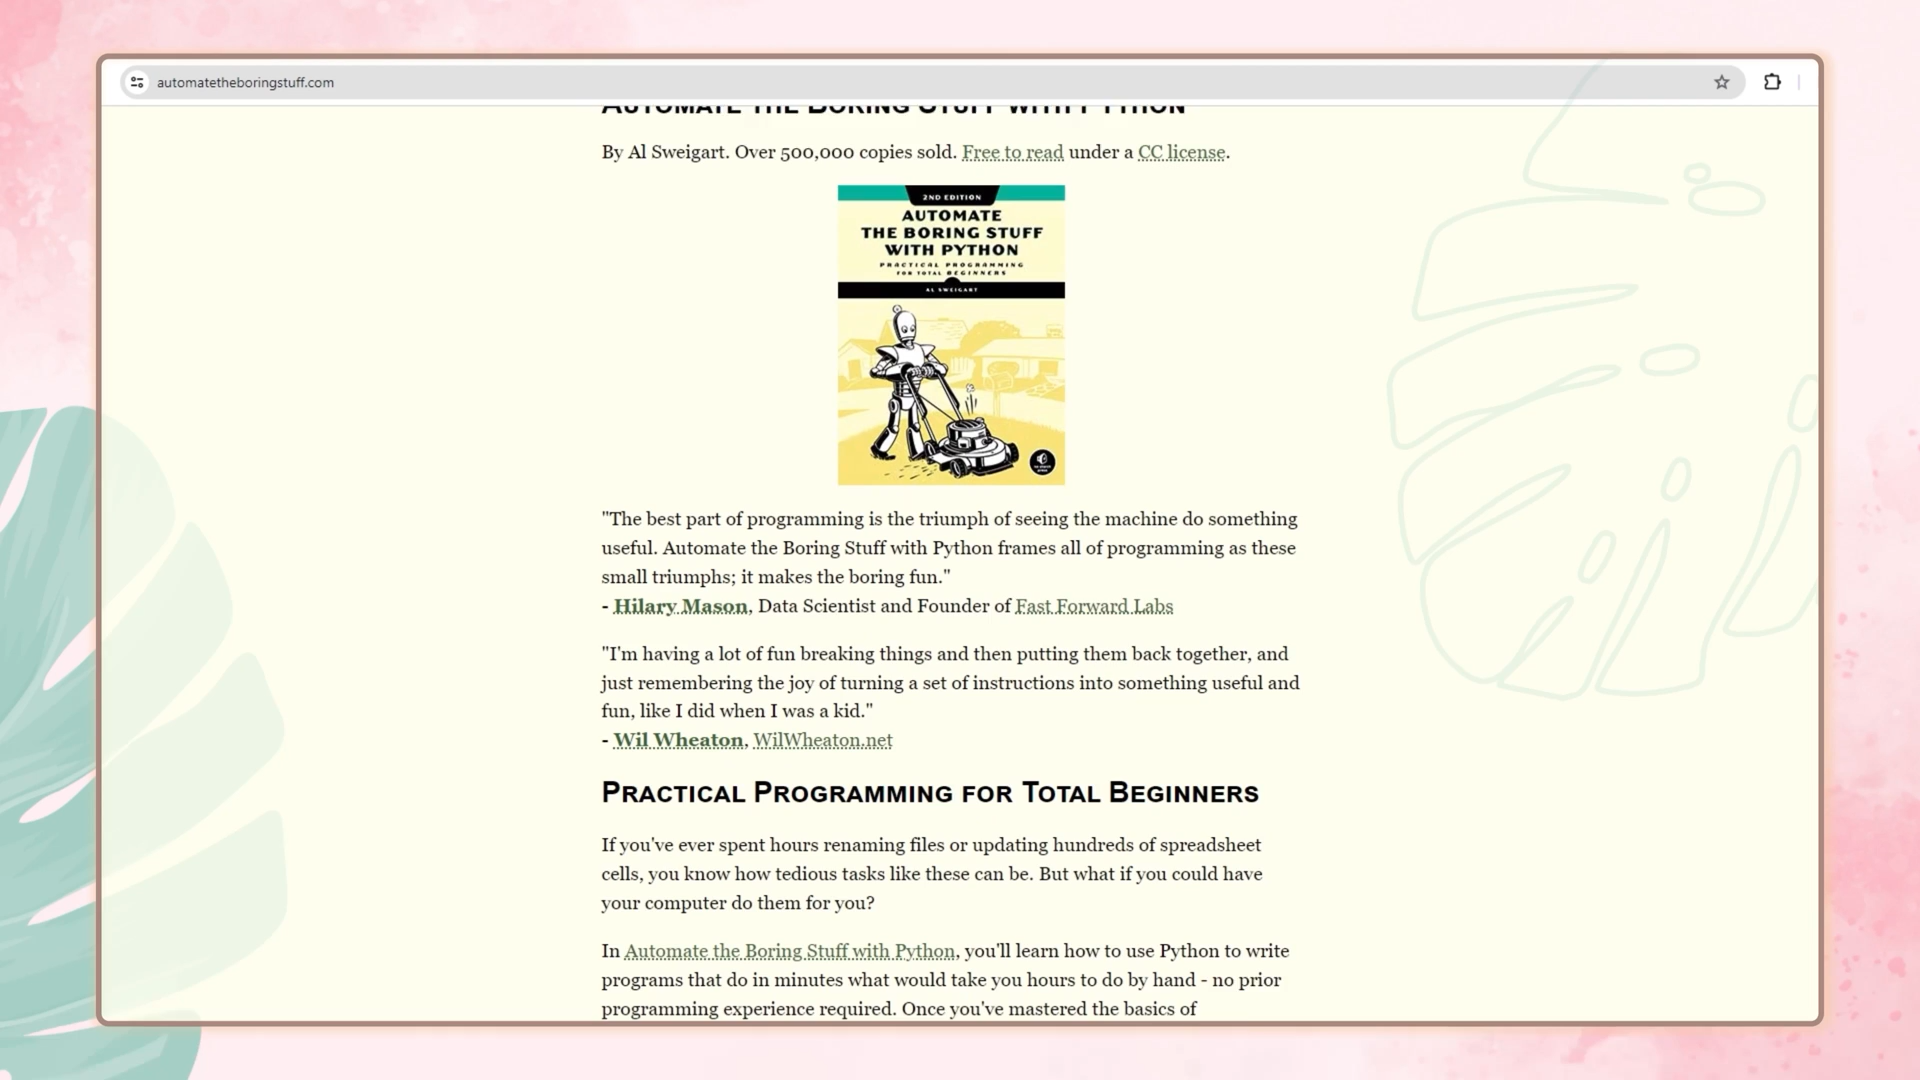 automatetheboringstuff.com
AUTOMATE THE BORING STUFF WITH PYTHON
By Al Sweigart. Over 500,000 copies sold. Free to read under a CC license.
2ND EDITION
AUTOMATE
THE BORING STUFF
WITH PYTHON
PRACTICAL PROGRAMMING
FOR TOTAL BEGINNERS
AL SWEIGART
"The best part of programming is the triumph of seeing the machine do something
useful. Automate the Boring Stuff with Python frames all of programming as these
small triumphs; it makes the boring fun."
- Hilary Mason, Data Scientist and Founder of Fast Forward Labs
"I'm having a lot of fun breaking things and then putting them back together, and
just remembering the joy of turning a set of instructions into something useful and
fun, like I did when I was a kid."
- Wil Wheaton, WilWheaton.net
PRACTICAL PROGRAMMING FOR TOTAL BEGINNERS
If you've ever spent hours renaming files or updating hundreds of spreadsheet
cells, you know how tedious tasks like these can be. But what if you could have
your computer do them for you?
In Automate the Boring Stuff with Python, you'll learn how to use Python to write
programs that do in minutes what would take you hours to do by hand - no prior
programming experience required. Once you've mastered the basics of